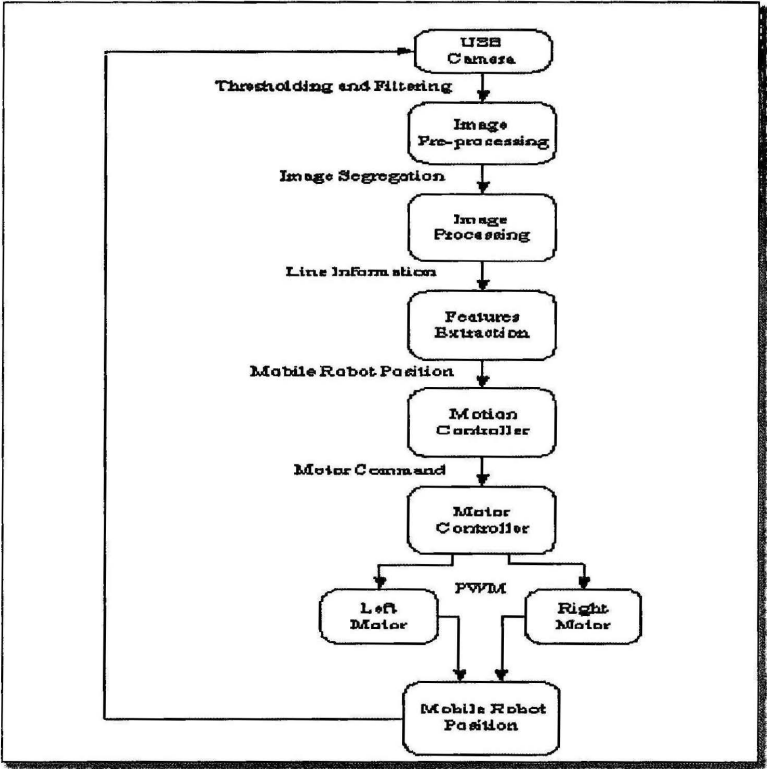 USB
Camera
Thresholding and Filtering
Image
Pre-processing
Image Segregation
Image
Processing
Line Information
Features
Extraction
Mobile Robot Position
Motion
Controller
Motor Command
Motor
Controller
PWM
Left
Motor
Right
Motor
Mobile Robot
Position